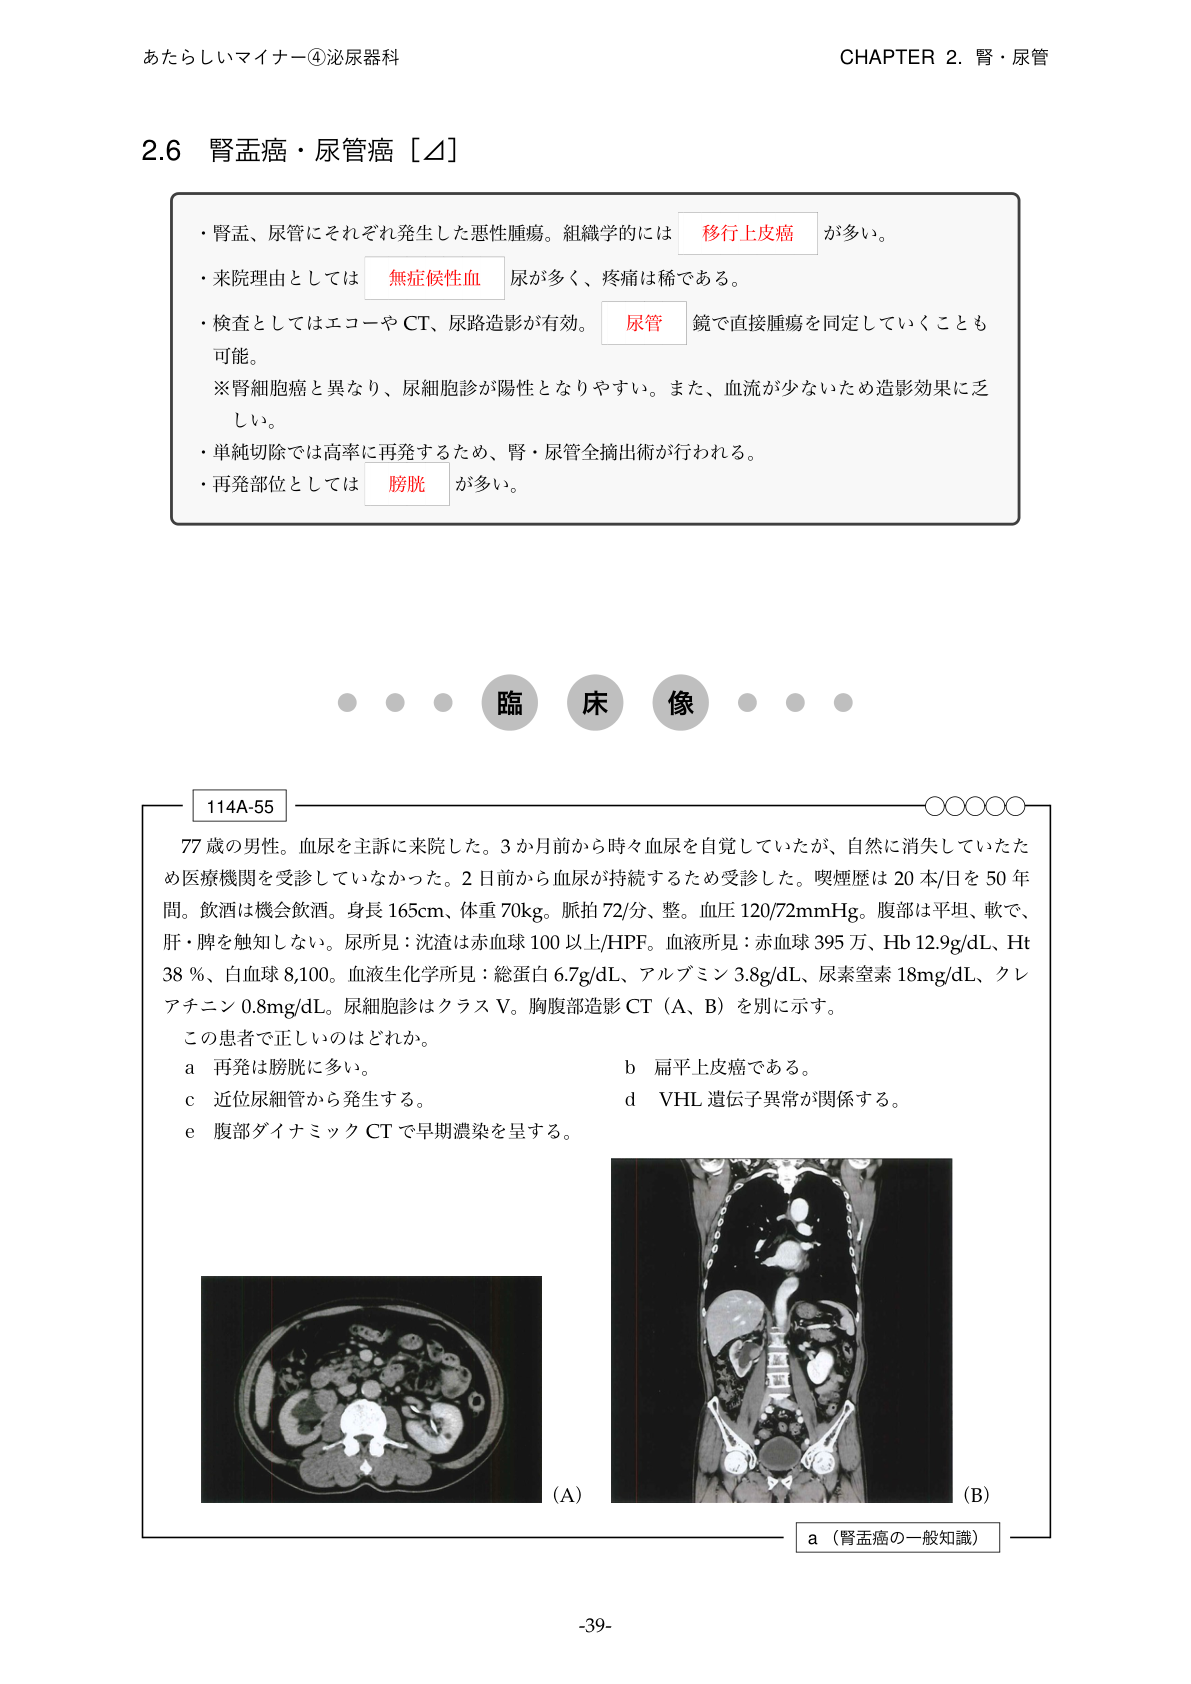 あたらしいマイナー④泌尿器科
CHAPTER 2. 腎・尿管
2.6 腎盂癌・尿管癌［⊿］
・腎盂、尿管にそれぞれ発生した悪性腫瘍。組織学的には 移行上皮癌 が多い。
・来院理由としては 無症候性血 尿が多く、疼痛は稀である。
・検査としてはエコーや CT、尿路造影が有効。 尿管 鏡で直接腫瘍を同定していくことも
可能。
※腎細胞癌と異なり、尿細胞診が陽性となりやすい。また、血流が少ないため造影効果に乏
しい。
・単純切除では高率に再発するため、腎・尿管全摘出術が行われる。
・再発部位としては 膀胱 が多い。
臨床像
114A-55
77 歳の男性。血尿を主訴に来院した。3 か月前から時々血尿を自覚していたが、自然に消失していたた
め医療機関を受診していなかった。2 日前から血尿が持続するため受診した。喫煙歴は 20 本/日を 50 年
間。飲酒は機会飲酒。身長 165cm、体重 70kg。脈拍 72/分、整。血圧 120/72mmHg。腹部は平坦、軟で、
肝・脾を触知しない。尿所見：沈渣は赤血球 100 以上/HPF。血液所見：赤血球 395 万、Hb 12.9g/dL、Ht
38 %、白血球 8,100。血液生化学所見：総蛋白 6.7g/dL、アルブミン 3.8g/dL、尿素窒素 18mg/dL、クレ
アチニン 0.8mg/dL。尿細胞診はクラス V。胸腹部造影 CT（A、B）を別に示す。
この患者で正しいのはどれか。
a 再発は膀胱に多い。
b 扁平上皮癌である。
c 近位尿細管から発生する。
d VHL 遺伝子異常が関係する。
e 腹部ダイナミック CT で早期濃染を呈する。
(A)
(B)
a （腎盂癌の一般知識）
-39-